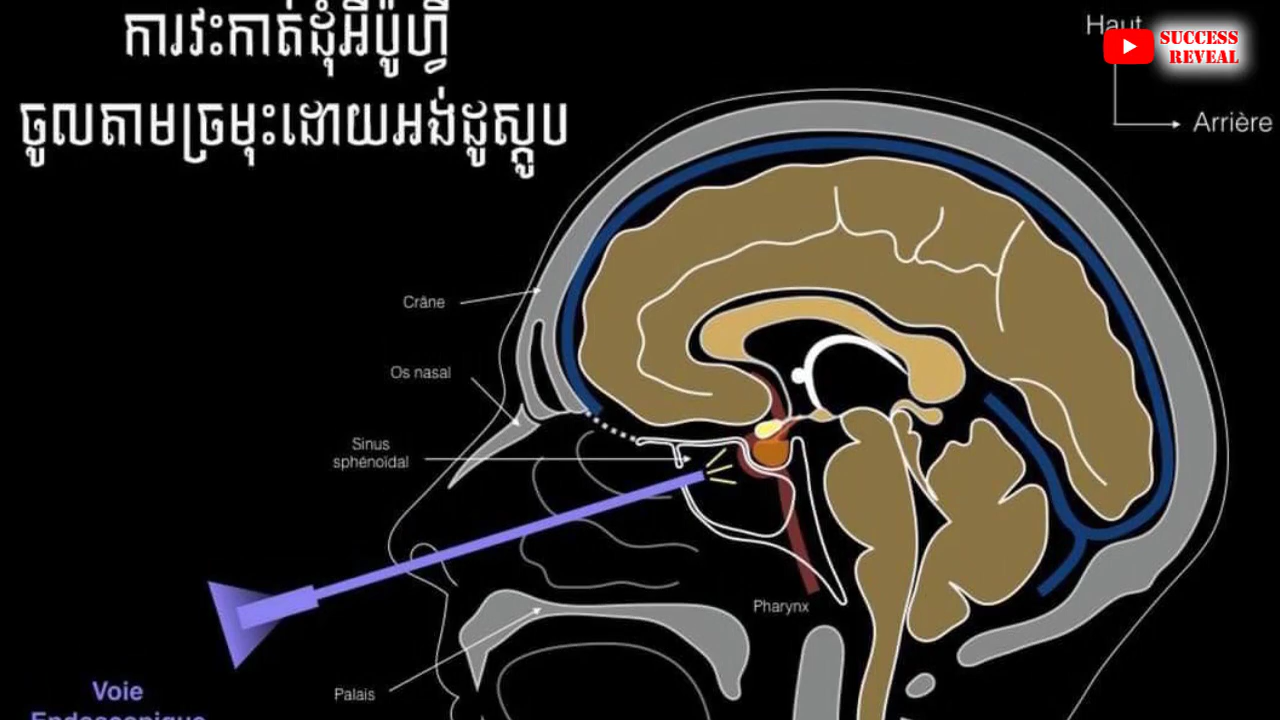 ការវះកាត់ដុំអីប៉ូហ្វី
ចូលតាមច្រមុះដោយអង់ដូស្កូប
Haut
SUCCESS
REVEAL
Arrière
Crâne
Os nasal
Sinus
sphénoïdal
Pharynx
Palais
Voie
Endoscopique